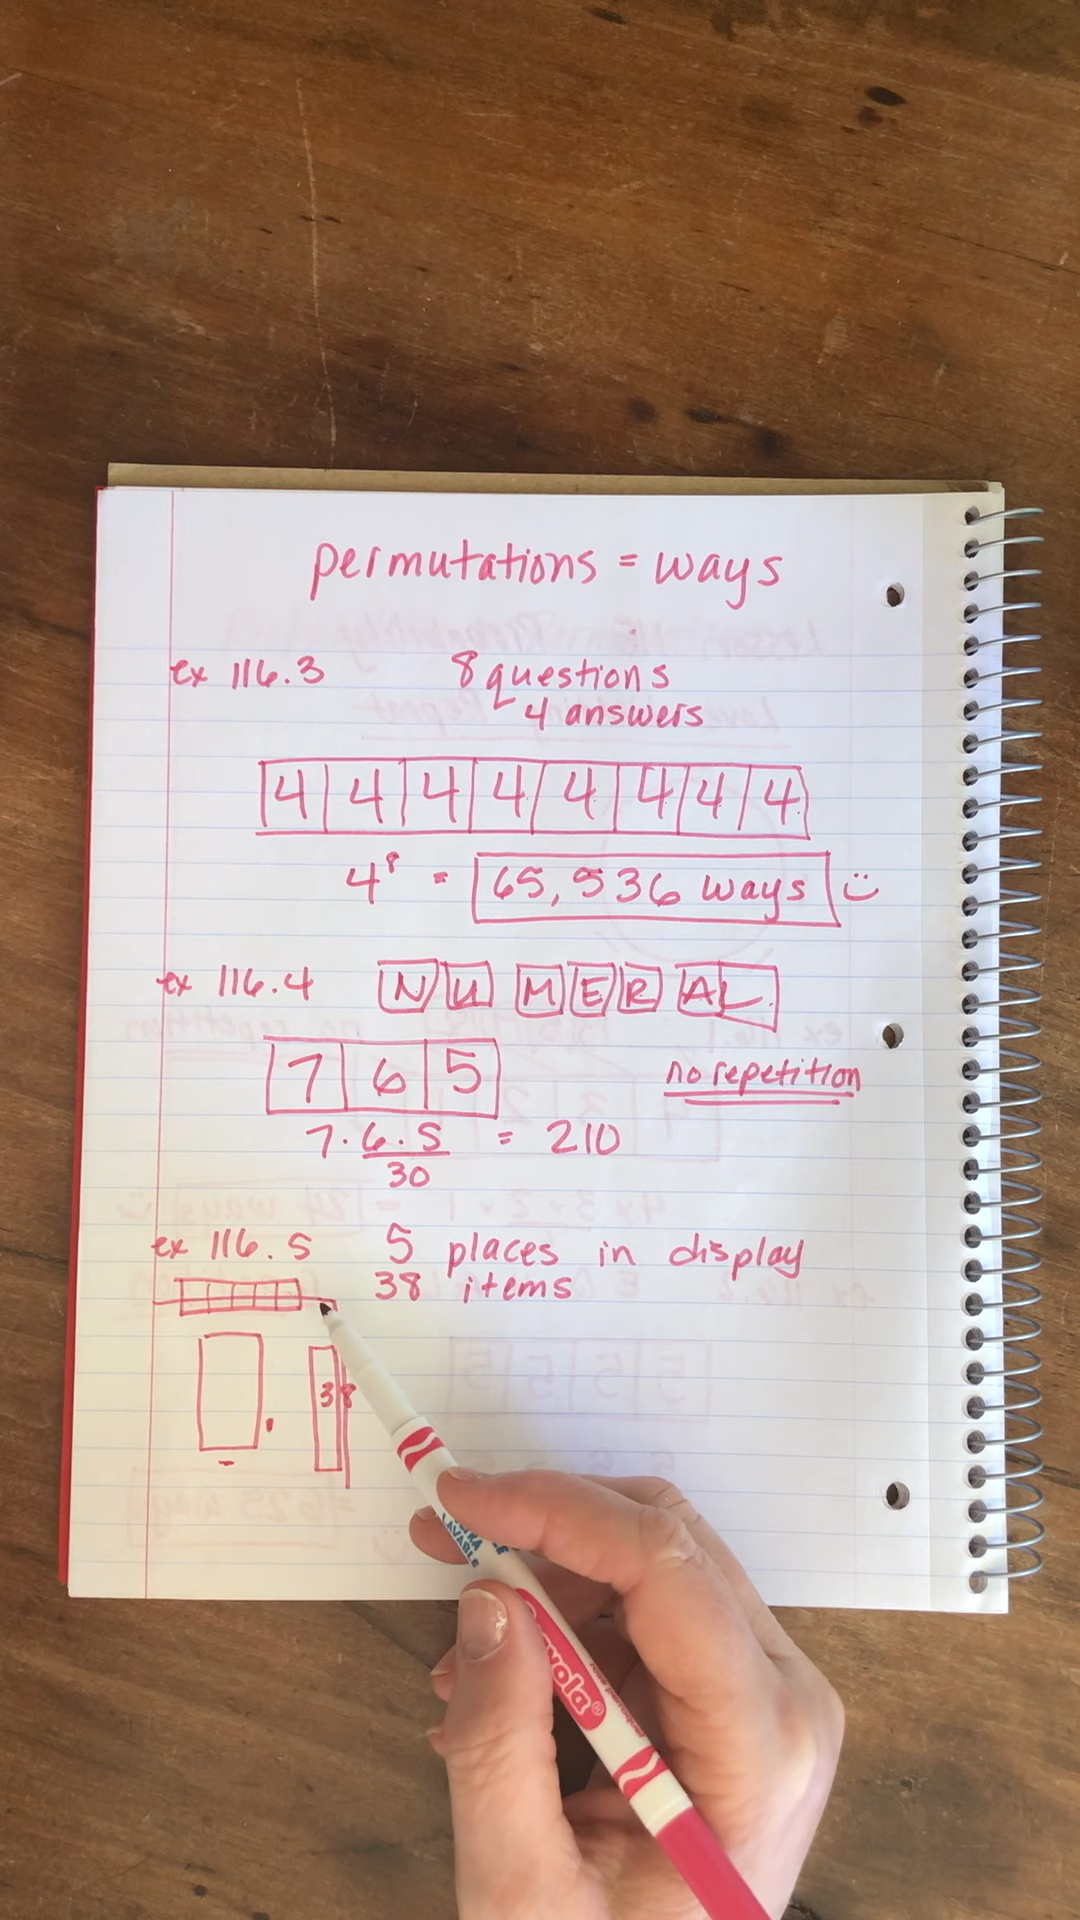 permutations = ways
ex 116.3 8 questions
4 answers
4 4 4 4 4 4 4 4
4⁸ = 65,536 ways
ex 116.4 NUMERAL
7 6 5 no repetition
7 · 6 · 5 = 210
30
ex 116.5 5 places in display
38 items
38
Crayola®